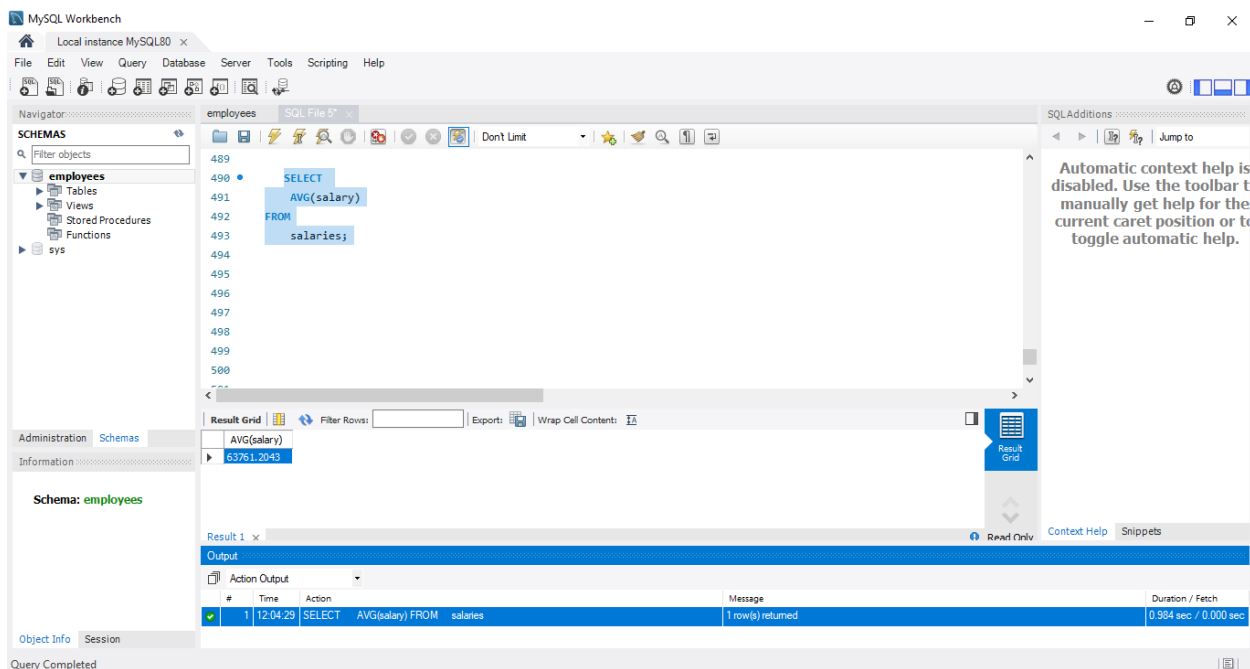 MySQL Workbench
Local instance MySQL80
File Edit View Query Database Server Tools Scripting Help
Navigator
SCHEMAS
Filter objects
employees
Tables
Views
Stored Procedures
Functions
sys
Administration Schemas
Information
Schema: employees
Object Info Session
employees SQL File 5*
Don't Limit
489
490 SELECT
491 AVG(salary)
492 FROM
493 salaries;
494
495
496
497
498
499
500
Result Grid Filter Rows: Export: Wrap Cell Content:
AVG(salary)
63761.2043
Result
Grid
Result 1 Read Only
SQLAdditions
Jump to
Automatic context help is
disabled. Use the toolbar
manually get help for the
current caret position or to
toggle automatic help.
Context Help Snippets
Output
Action Output
# Time Action Message Duration / Fetch
1 12:04:29 SELECT AVG(salary) FROM salaries 1 row(s) returned 0.984 sec / 0.000 sec
Query Completed